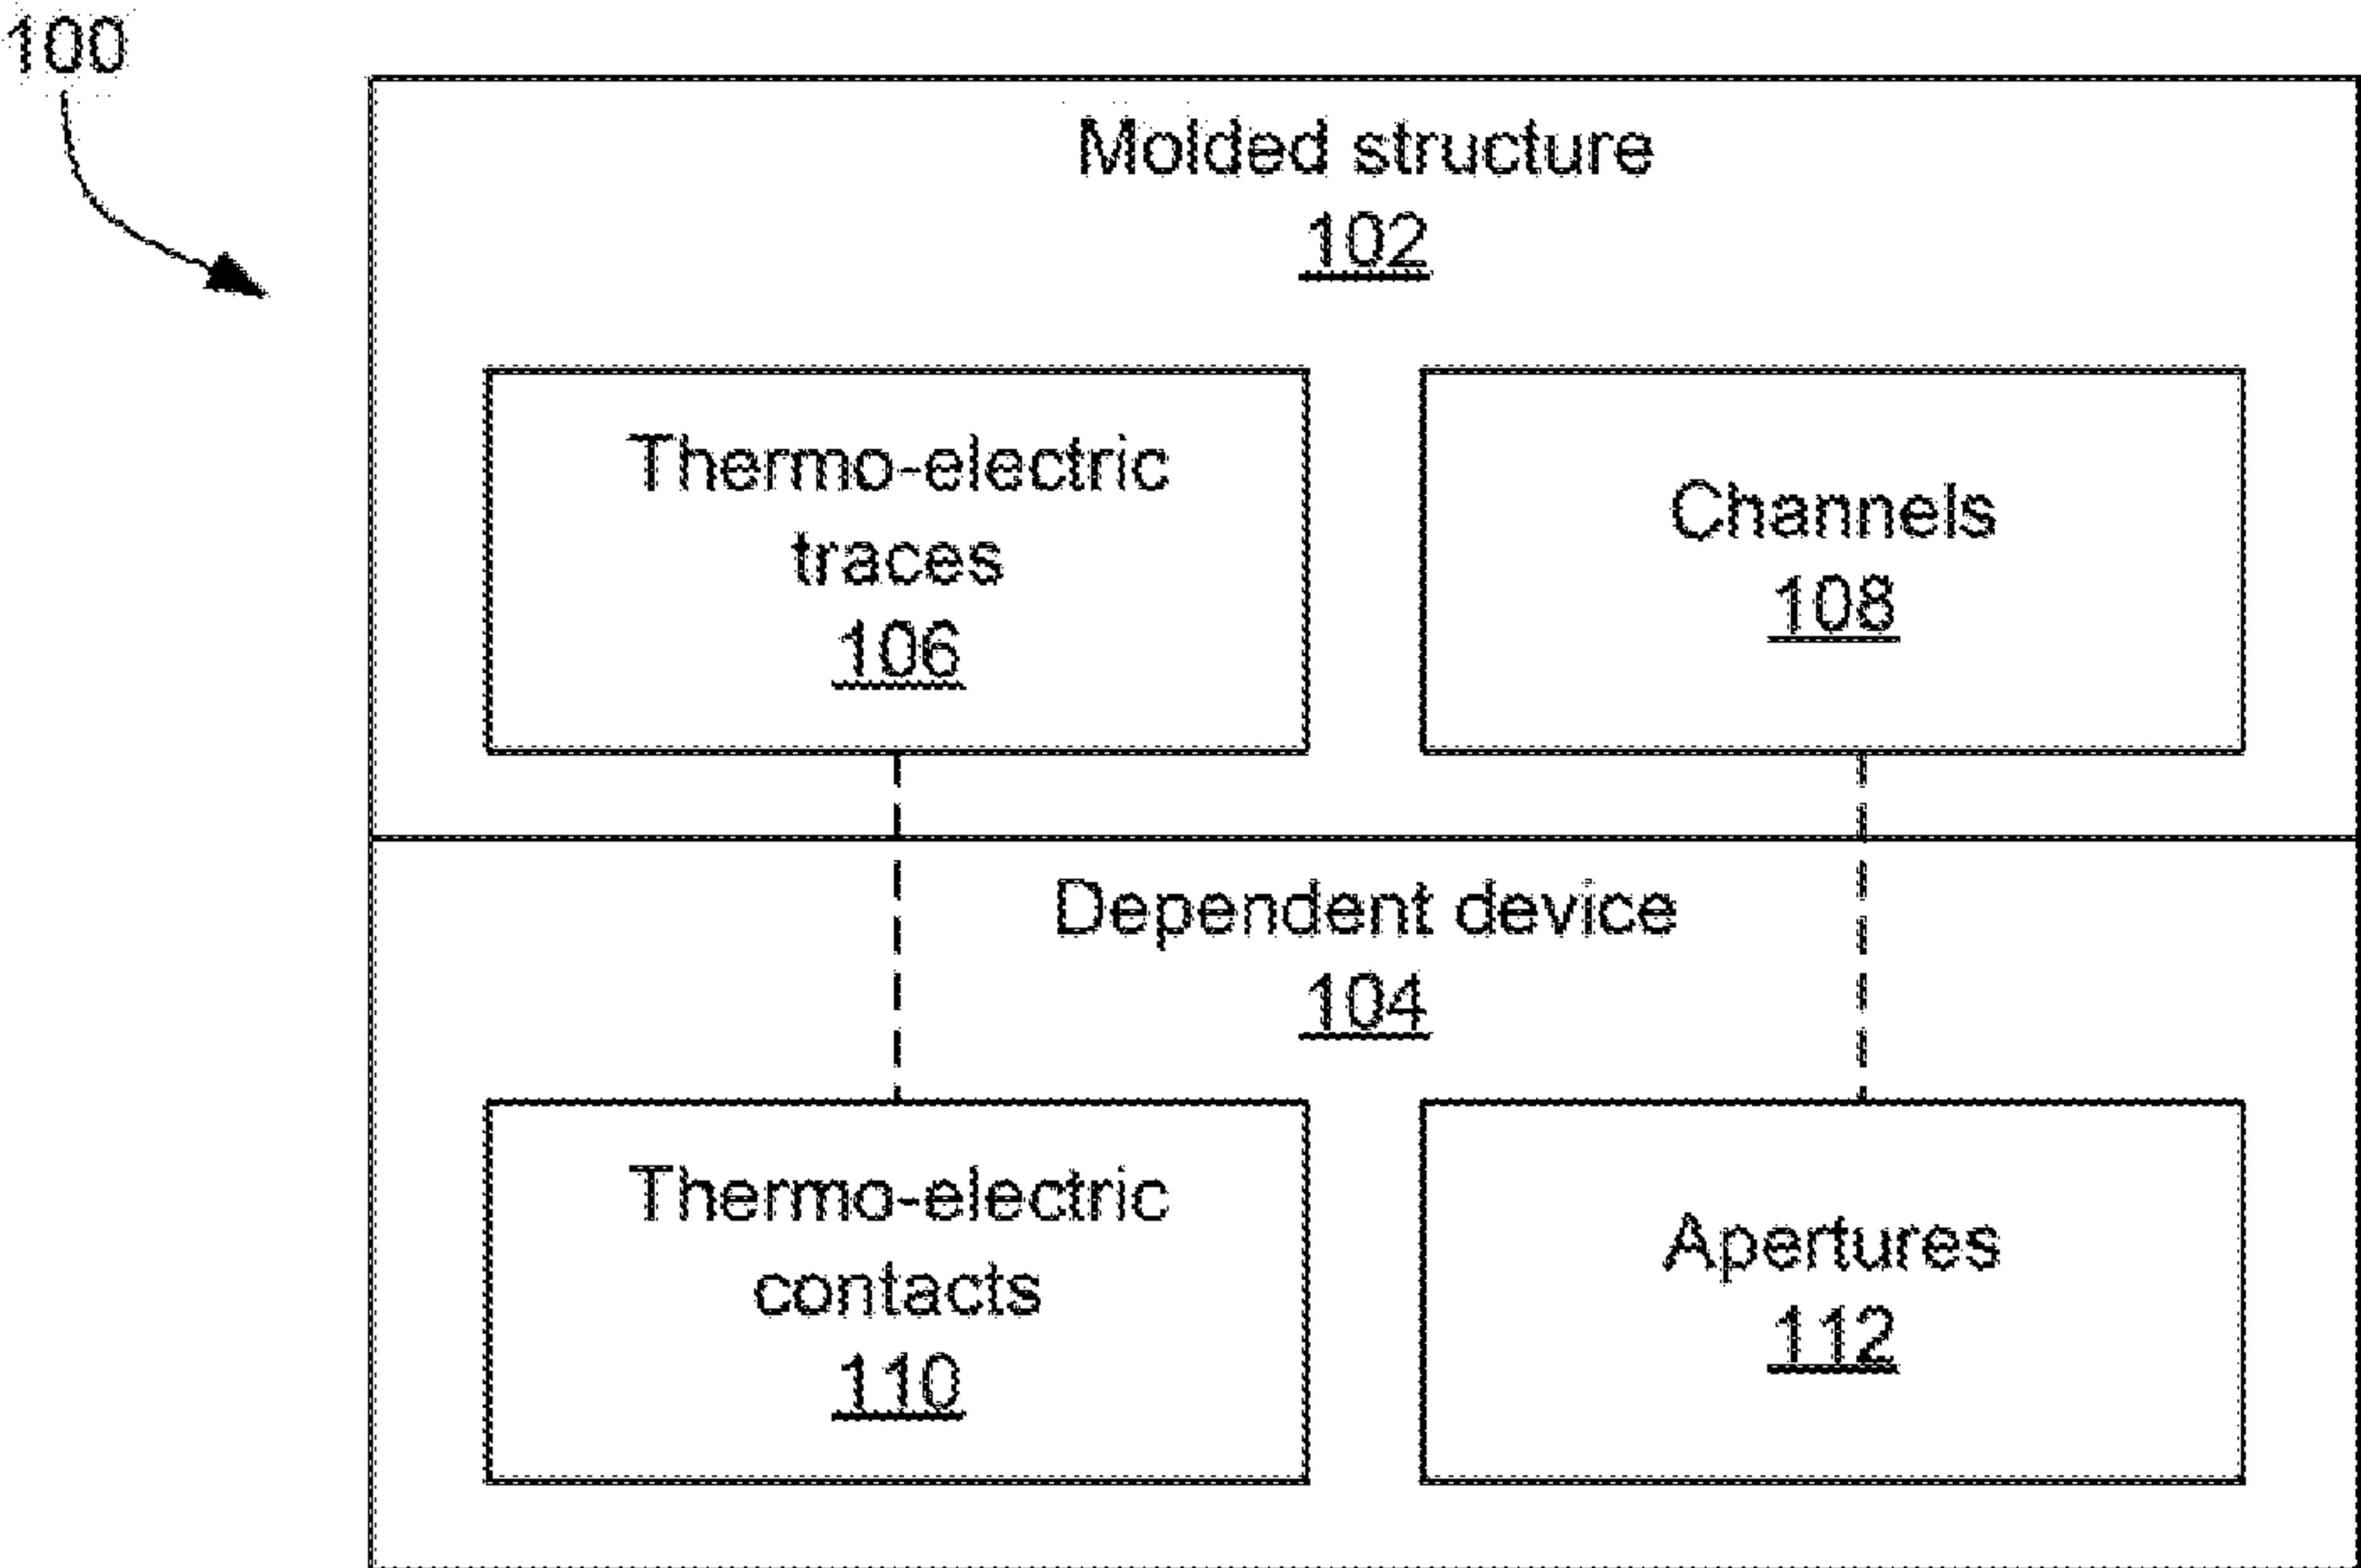 100
Molded structure
102
Thermo-electric
traces
106
Channels
108
Dependent device
104
Thermo-electric
contacts
110
Apertures
112